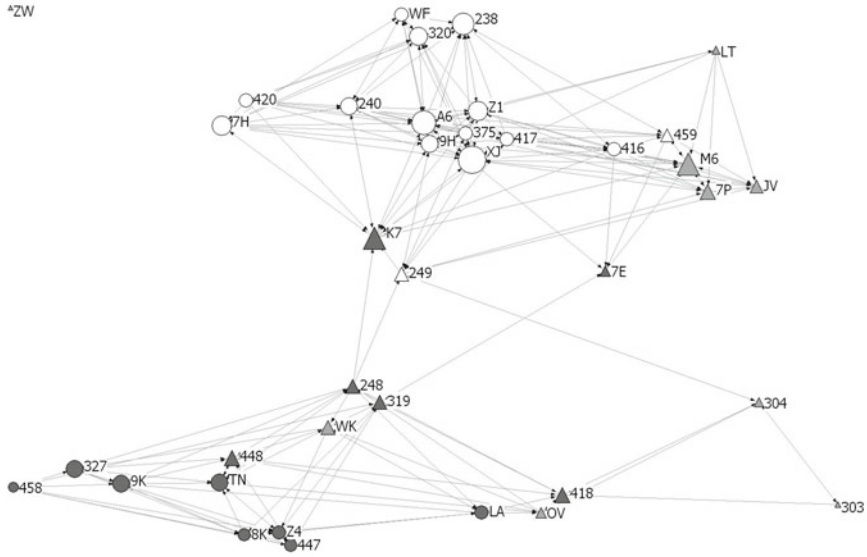 ZW
WF
238
320
LT
420
240
Z1
A6
7H
375
417
459
9H
XJ
416
M6
7P
JV
K7
249
7E
248
319
304
WK
448
327
9K
TN
458
418
303
LA
OV
8K
Z4
447